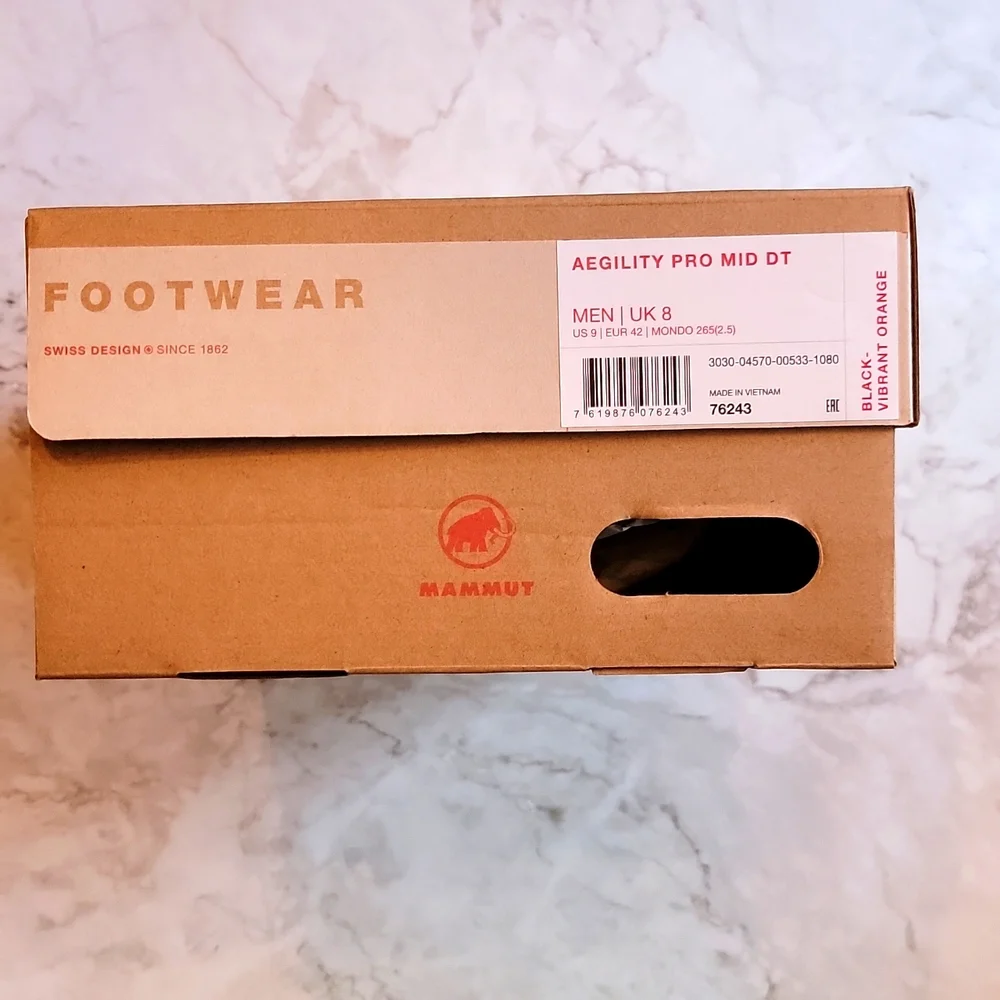 FOOTWEAR
SWISS DESIGN SINCE 1862
AEGILITY PRO MID DT
MEN | UK 8
US 9 | EUR 42 | MONDO 265(2.5)
3030-04570-00533-1080
7 619876 076243
MADE IN VIETNAM
76243
EAC
BLACK-
VIBRANT ORANGE
MAMMUT